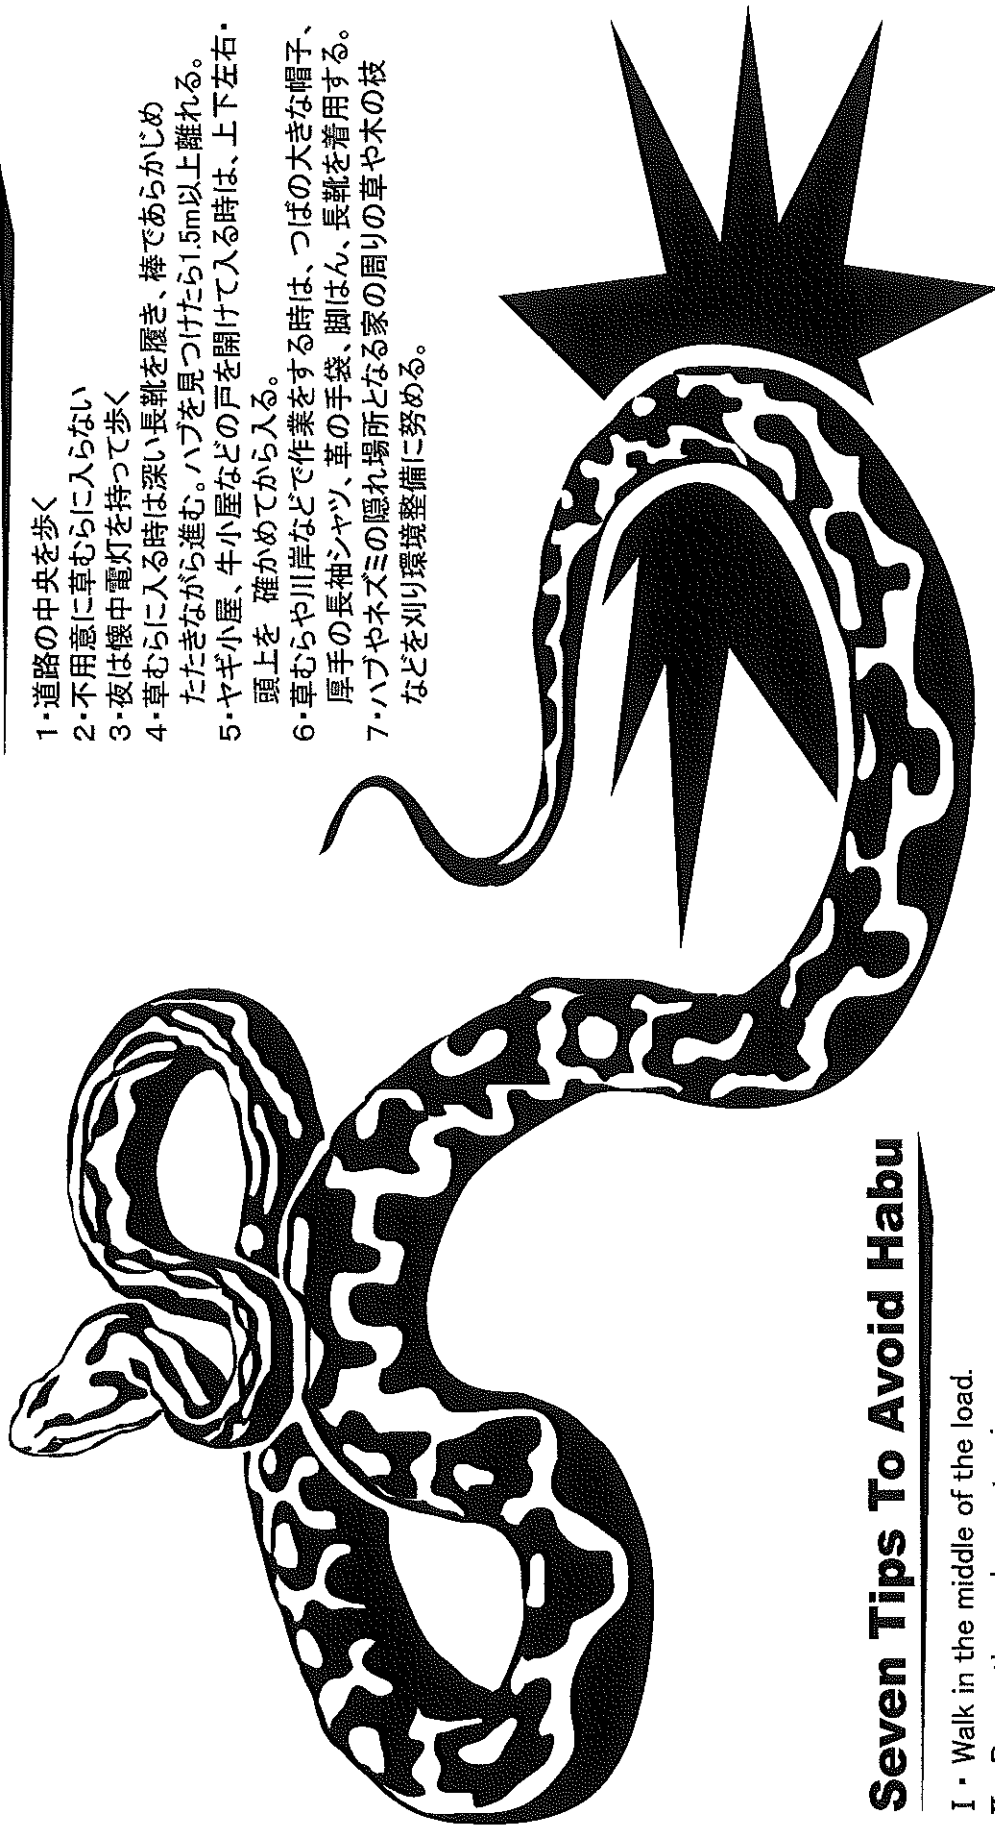 1・道路の中央を歩く
2・不用意に草むらに入らない
3・夜は懐中電灯を持って歩く
4・草むらに入る時は深い長靴を履き、棒であらかじめ
たたきながら進む。ハブを見つけたら1.5m以上離れる。
5・ヤギ小屋、牛小屋などの戸を開けて入る時は、上下左右・
頭上を 確かめてから入る。
6・草むらや川岸などで作業をする時は、つばの大きな帽子、
厚手の長袖シャツ、革の手袋、脚はん、長靴を着用する。
7・ハブやネズミの隠れ場所となる家の周りの草や木の枝
などを刈り環境整備に努める。
Seven Tips To Avoid Habu
I・Walk in the middle of the load.